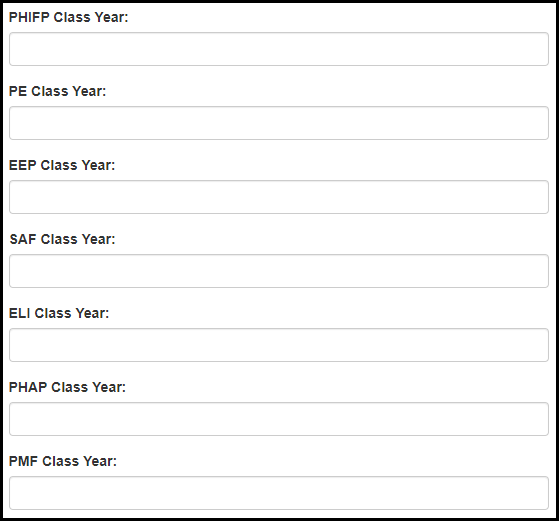 PHIFP Class Year:
PE Class Year:
EEP Class Year:
SAF Class Year:
ELI Class Year:
PHAP Class Year:
PMF Class Year: